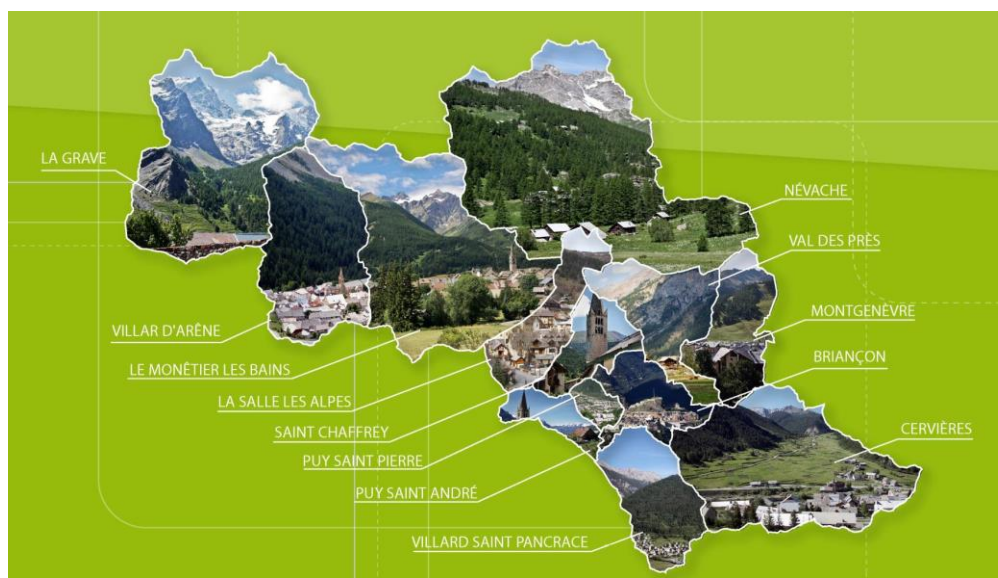 LA GRAVE
NÉVACHE
VAL DES PRÈS
MONTGENÈVRE
VILLAR D'ARÈNE
BRIANÇON
LE MONÊTIER LES BAINS
LA SALLE LES ALPES
SAINT CHAFFREY
CERVIÈRES
PUY SAINT PIERRE
PUY SAINT ANDRÉ
VILLARD SAINT PANCRACE